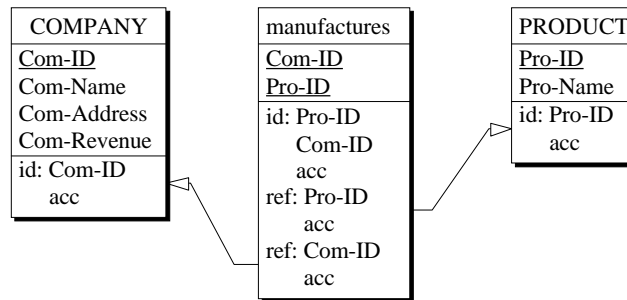 COMPANY
Com-ID
Com-Name
Com-Address
Com-Revenue
id: Com-ID
acc
manufactures
Com-ID
Pro-ID
id: Pro-ID
Com-ID
acc
ref: Pro-ID
acc
ref: Com-ID
acc
PRODUCT
Pro-ID
Pro-Name
id: Pro-ID
acc